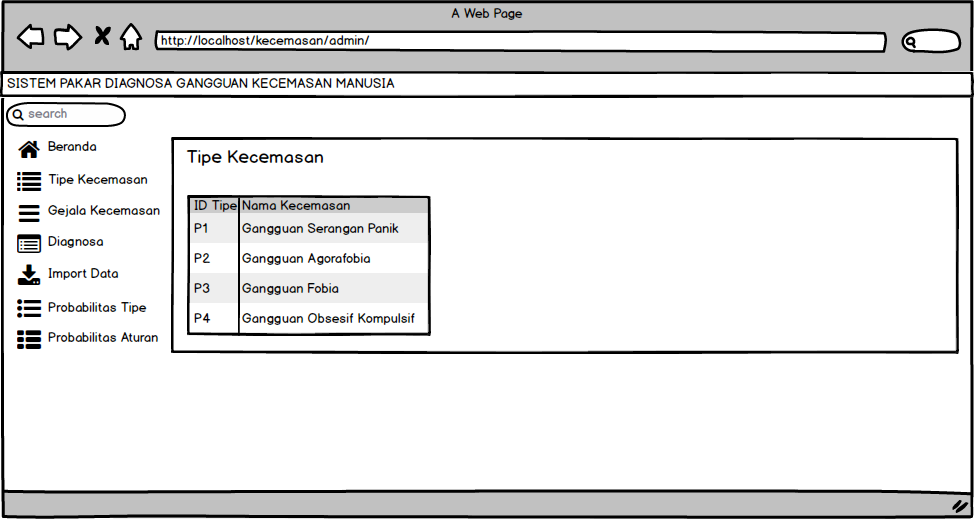 A Web Page
http://localhost/kecemasan/admin/
SISTEM PAKAR DIAGNOSA GANGGUAN KECEMASAN MANUSIA
search
Beranda
Tipe Kecemasan
Gejala Kecemasan
Diagnosa
Import Data
Probabilitas Tipe
Probabilitas Aturan
Tipe Kecemasan
ID Tipe Nama Kecemasan
P1 Gangguan Serangan Panik
P2 Gangguan Agorafobia
P3 Gangguan Fobia
P4 Gangguan Obsesif Kompulsif